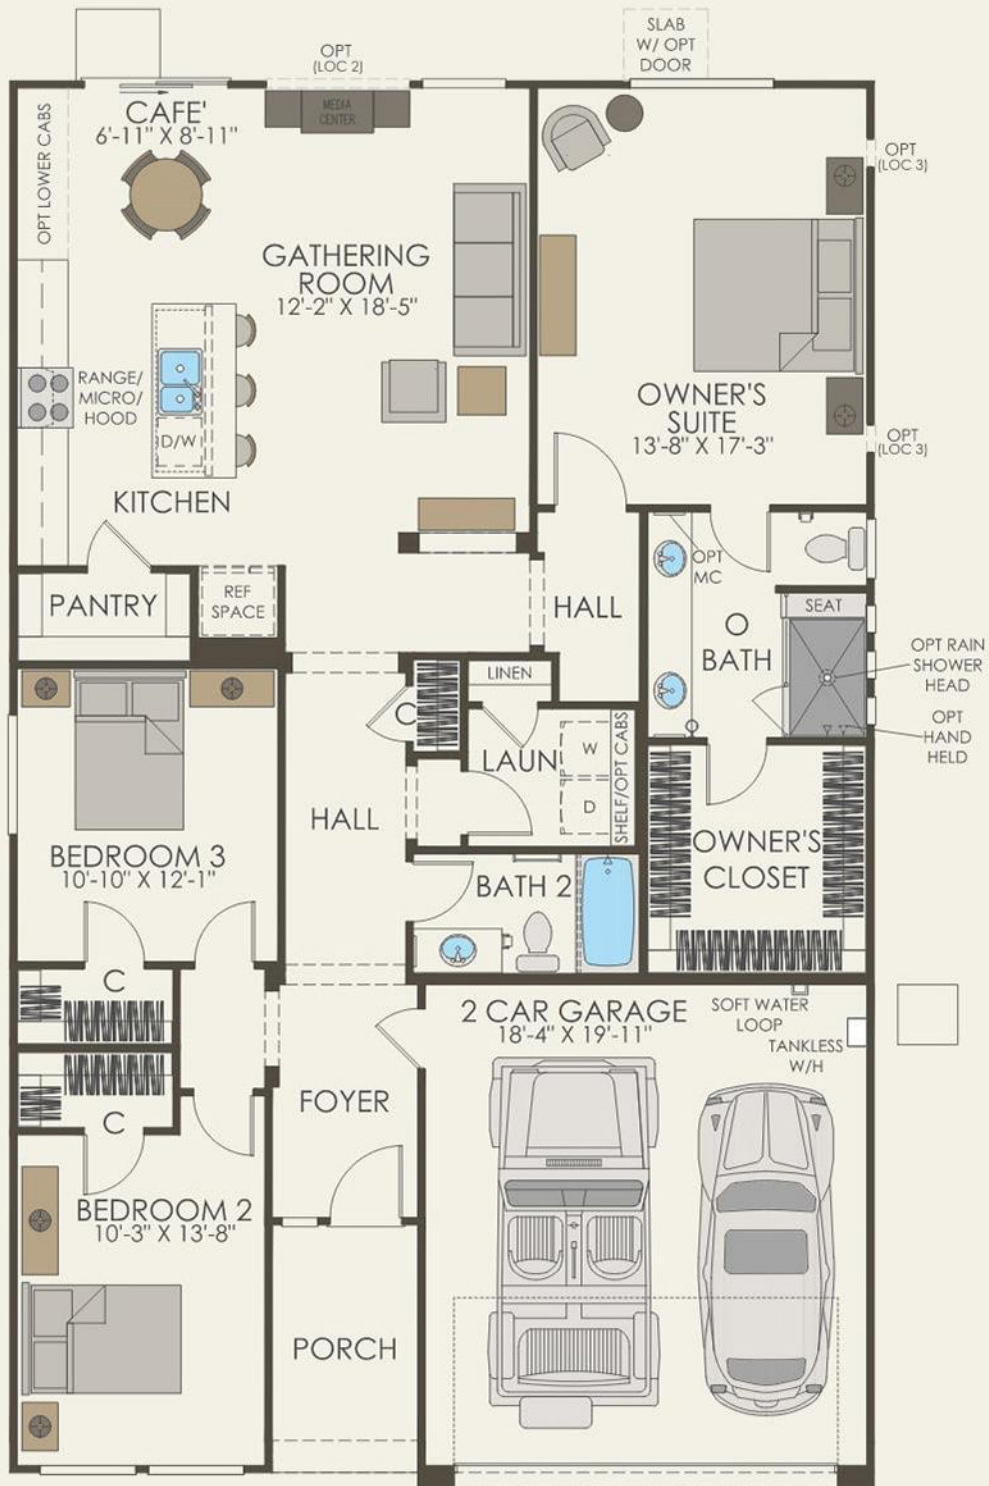 SLAB
W/ OPT
DOOR
OPT
(LOC 2)
MEDIA
CENTER
OPT LOWER CABS
CAFE'
6'-11" X 8'-11"
OPT
(LOC 3)
GATHERING
ROOM
12'-2" X 18'-5"
RANGE/
MICRO/
HOOD
D/W
OWNER'S
SUITE
13'-8" X 17'-3"
OPT
(LOC 3)
KITCHEN
OPT
MC
PANTRY
REF
SPACE
HALL
SEAT
O
BATH
OPT RAIN
SHOWER
HEAD
LINEN
C
OPT
HAND
HELD
LAUN
W
D
SHELF/OPT CABS
HALL
BEDROOM 3
10'-10" X 12'-1"
OWNER'S
CLOSET
BATH 2
C
2 CAR GARAGE
18'-4" X 19'-11"
SOFT WATER
LOOP
TANKLESS
W/H
FOYER
C
BEDROOM 2
10'-3" X 13'-8"
PORCH